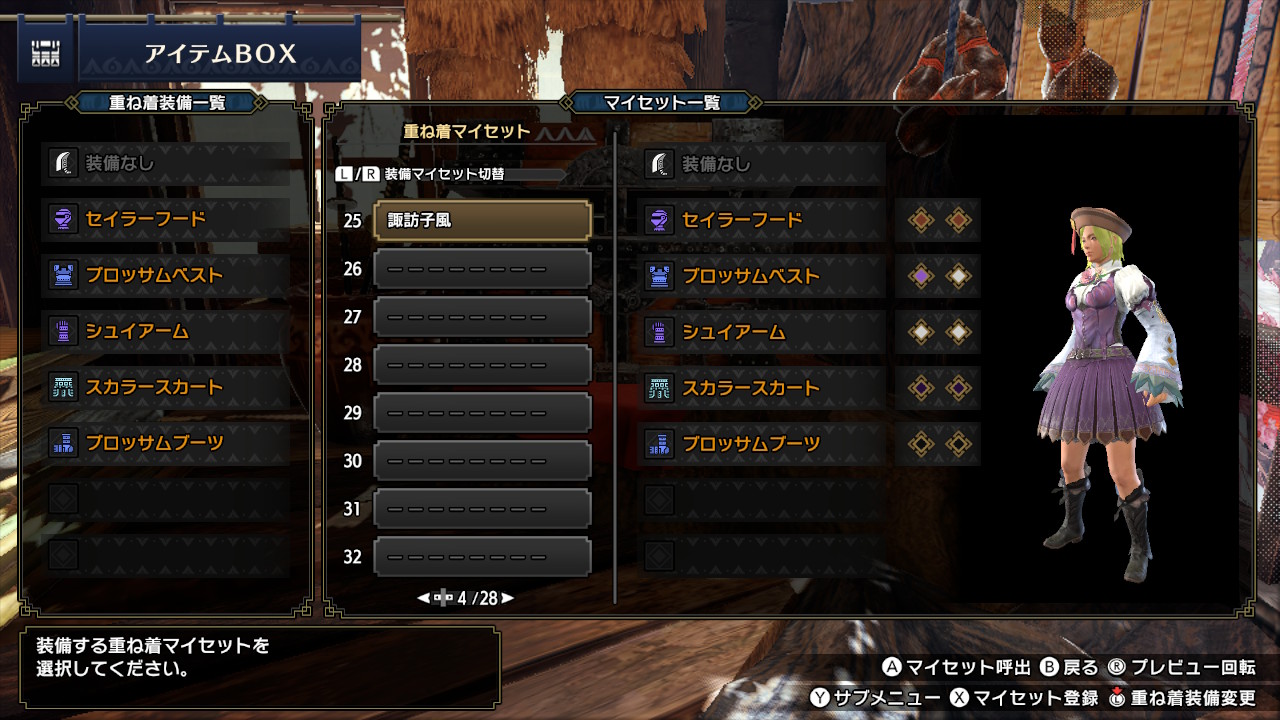 アイテムBOX
重ね着装備一覧
装備なし
セイラーフード
ブロッサムベスト
シュイアーム
スカラースカート
ブロッサムブーツ
マイセット一覧
重ね着マイセット
L/R 装備マイセット切替
25 諏訪子風
26 ーーーーーーーー
27 ーーーーーーーー
28 ーーーーーーーー
29 ーーーーーーーー
30 ーーーーーーーー
31 ーーーーーーーー
32 ーーーーーーーー
4/28
装備なし
セイラーフード
ブロッサムベスト
シュイアーム
スカラースカート
ブロッサムブーツ
装備する重ね着マイセットを
選択してください。
Aマイセット呼出 B戻る Rプレビュー回転
Yサブメニュー Xマイセット登録 L重ね着装備変更